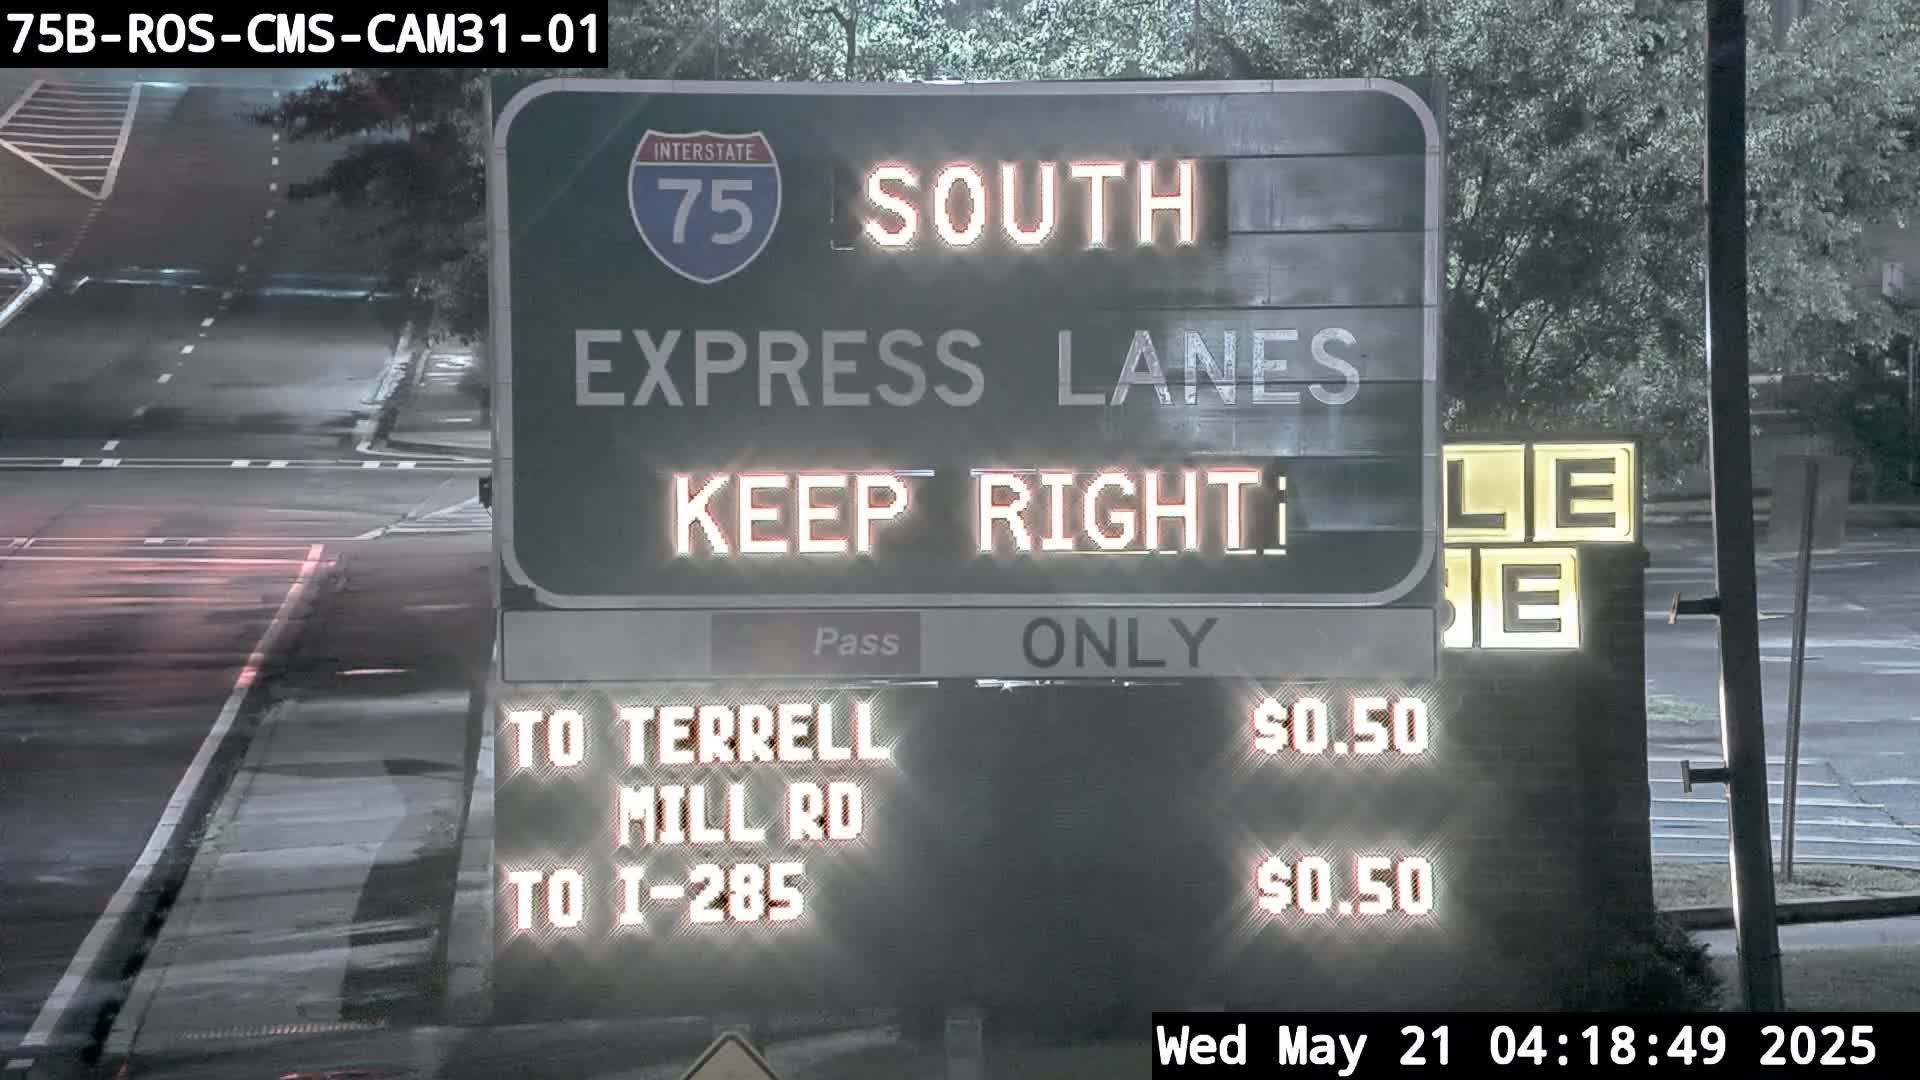 75B-ROS-CMS-CAM31-01
INTERSTATE
75
SOUTH
EXPRESS LANES
KEEP RIGHT
Pass ONLY
LE
E
TO TERRELL $0.50
MILL RD
TO I-285 $0.50
Wed May 21 04:18:49 2025